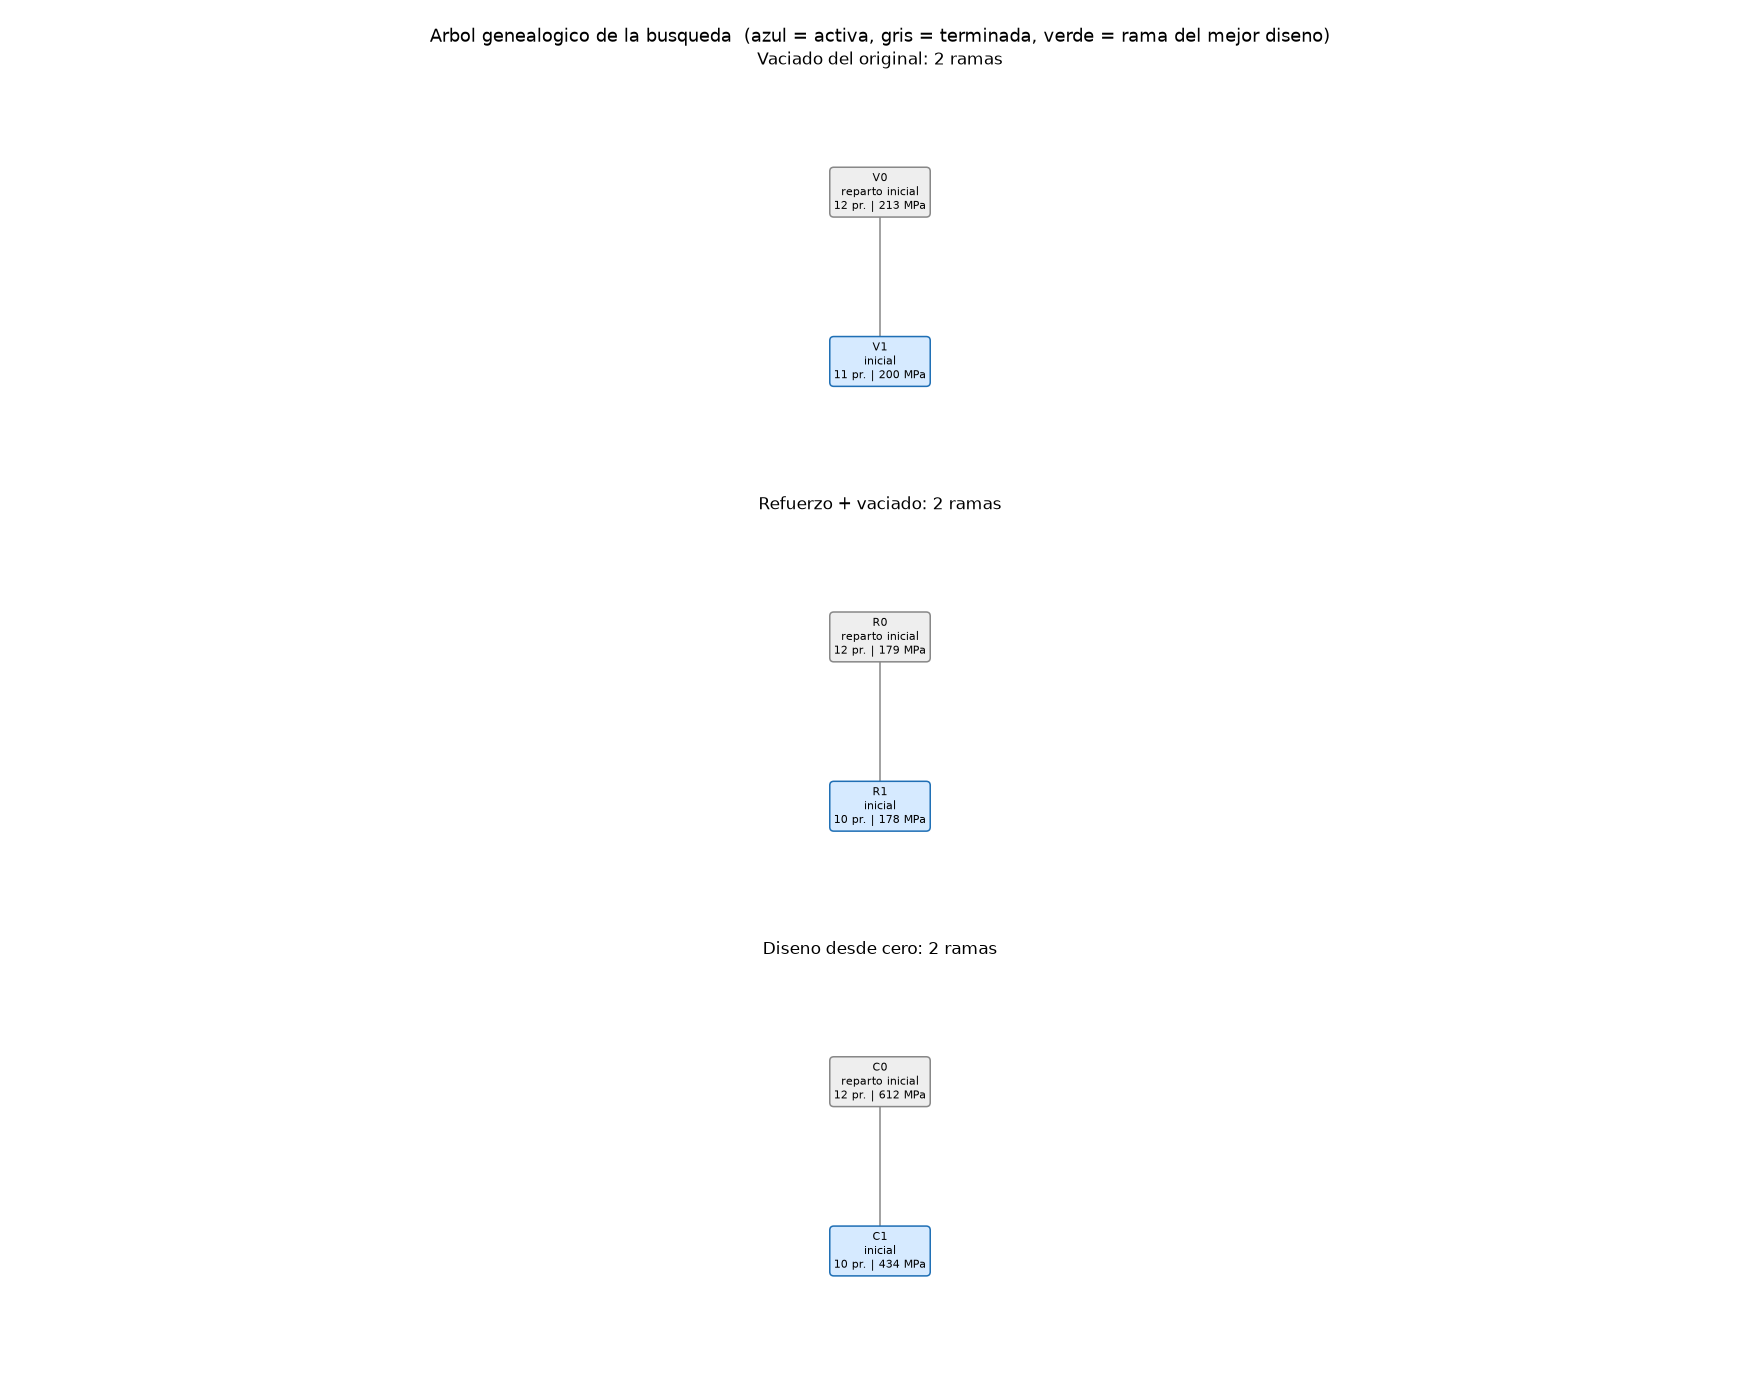 Arbol genealogico de la busqueda  (azul = activa, gris = terminada, verde = rama del mejor diseno)
Vaciado del original: 2 ramas
V0
reparto inicial
12 pr. | 213 MPa
V1
inicial
11 pr. | 200 MPa
Refuerzo + vaciado: 2 ramas
R0
reparto inicial
12 pr. | 179 MPa
R1
inicial
10 pr. | 178 MPa
Diseno desde cero: 2 ramas
C0
reparto inicial
12 pr. | 612 MPa
C1
inicial
10 pr. | 434 MPa